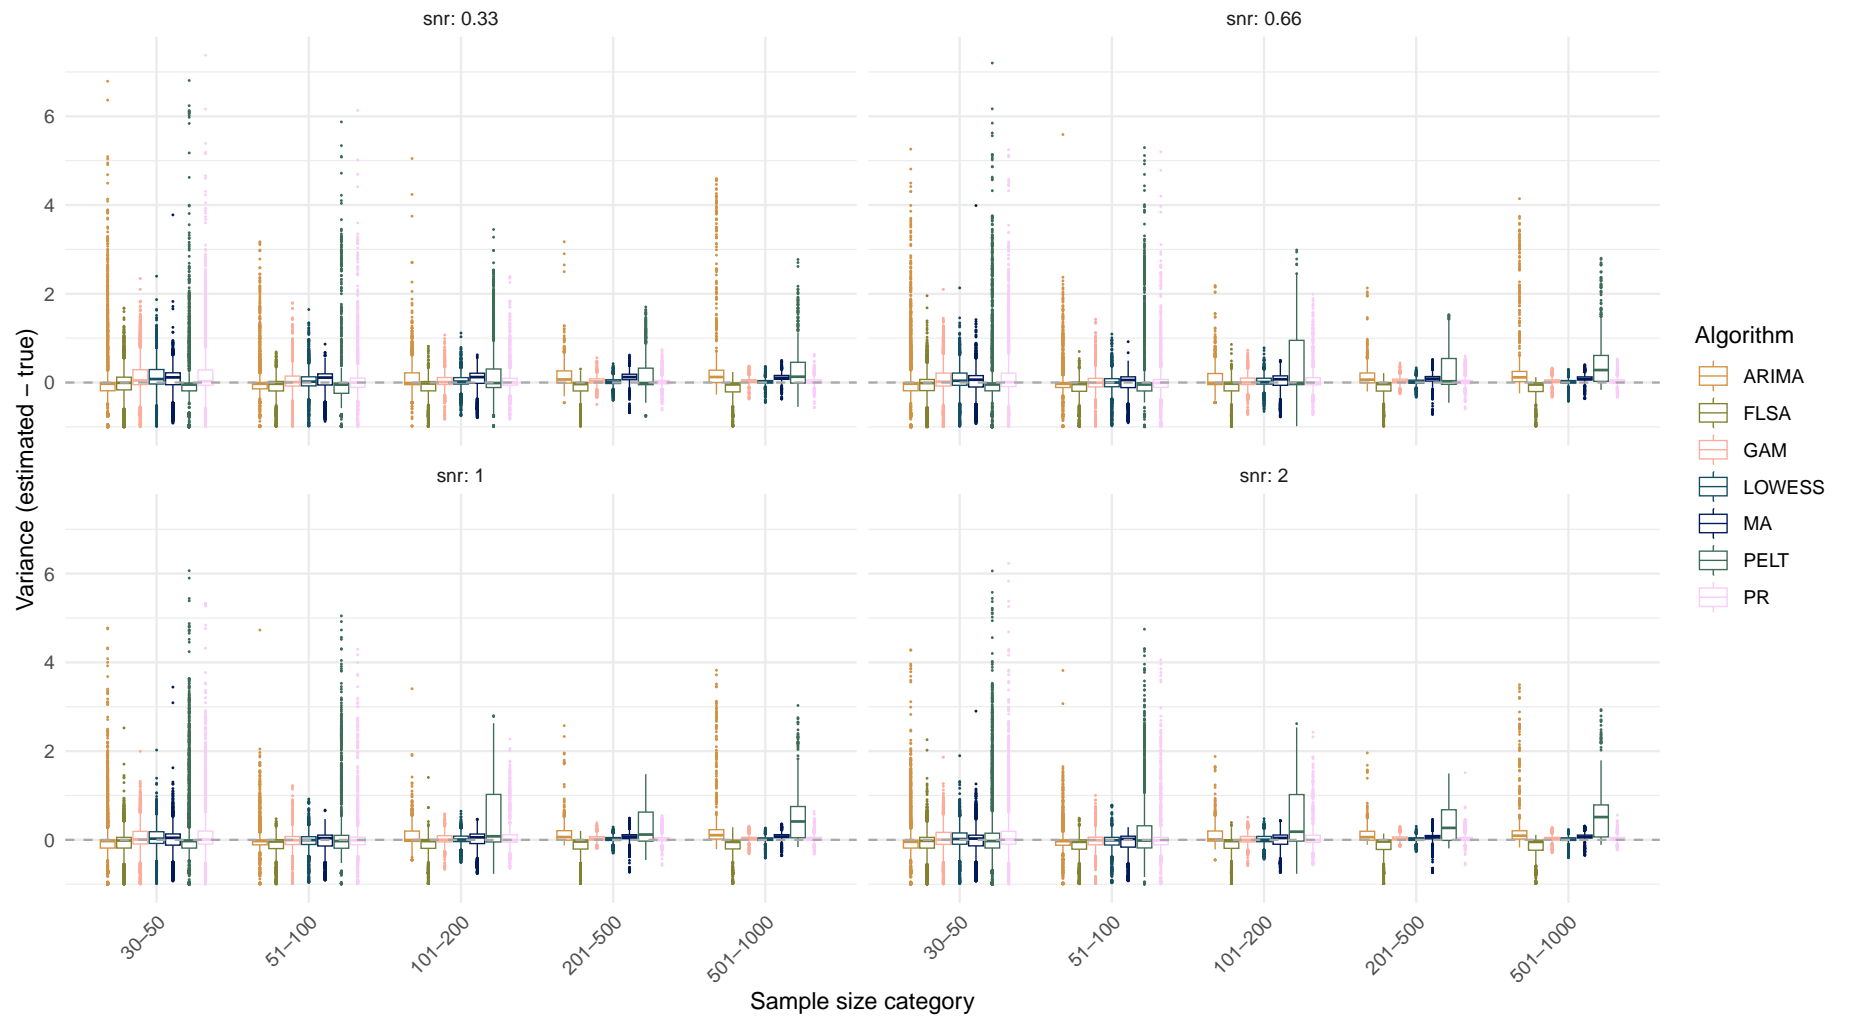 snr: 0.33
snr: 0.66
6
4
2
0
snr: 1
snr: 2
6
4
2
0
Variance (estimated − true)
30−50
51−100
101−200
201−500
501−1000
30−50
51−100
101−200
201−500
501−1000
Sample size category
Algorithm
ARIMA
FLSA
GAM
LOWESS
MA
PELT
PR